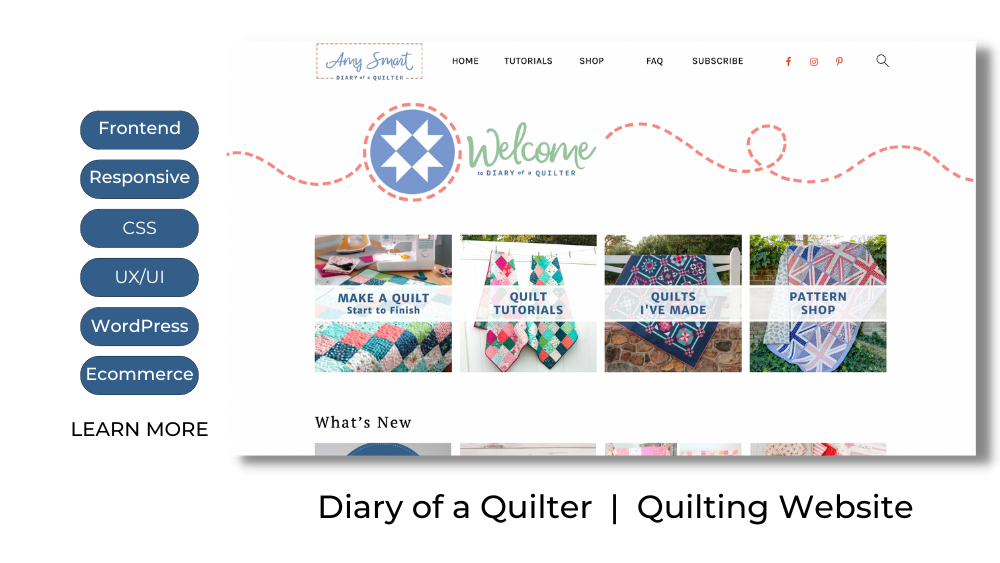 Amy Smart
DIARY of a QUILTER
HOME TUTORIALS SHOP FAQ SUBSCRIBE
Frontend
Responsive
CSS
UX/UI
WordPress
Ecommerce
LEARN MORE
Welcome
to DIARY of a QUILTER
MAKE A QUILT
Start to Finish
QUILT
TUTORIALS
QUILTS
I'VE MADE
PATTERN
SHOP
What's New
Diary of a Quilter | Quilting Website